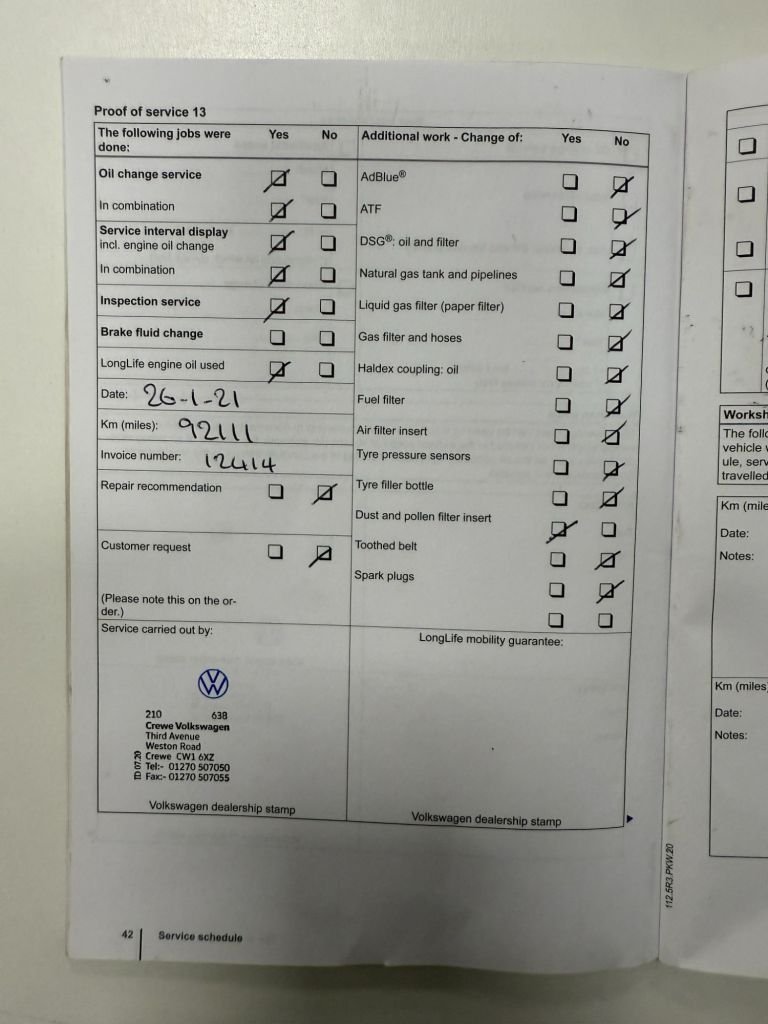 Proof of service 13
The following jobs were done: Yes No
Oil change service
In combination
Service interval display
incl. engine oil change
In combination
Inspection service
Brake fluid change
LongLife engine oil used
Date: 26-1-21
Km (miles): 92111
Invoice number: 12414
Repair recommendation
Customer request
(Please note this on the or-
der.)
Service carried out by:
210 638
Crewe Volkswagen
Third Avenue
Weston Road
Crewe CW1 6XZ
Tel:- 01270 507050
Fax:- 01270 507055
ID 07.20
Volkswagen dealership stamp
Additional work - Change of: Yes No
AdBlue®
ATF
DSG®: oil and filter
Natural gas tank and pipelines
Liquid gas filter (paper filter)
Gas filter and hoses
Haldex coupling: oil
Fuel filter
Air filter insert
Tyre pressure sensors
Tyre filler bottle
Dust and pollen filter insert
Toothed belt
Spark plugs
LongLife mobility guarantee:
Volkswagen dealership stamp
42 Service schedule
112.5R3.PKW.20
Worksh
The follo
vehicle
ule, serv
travelled
Km (mile
Date:
Notes:
Km (miles
Date:
Notes: